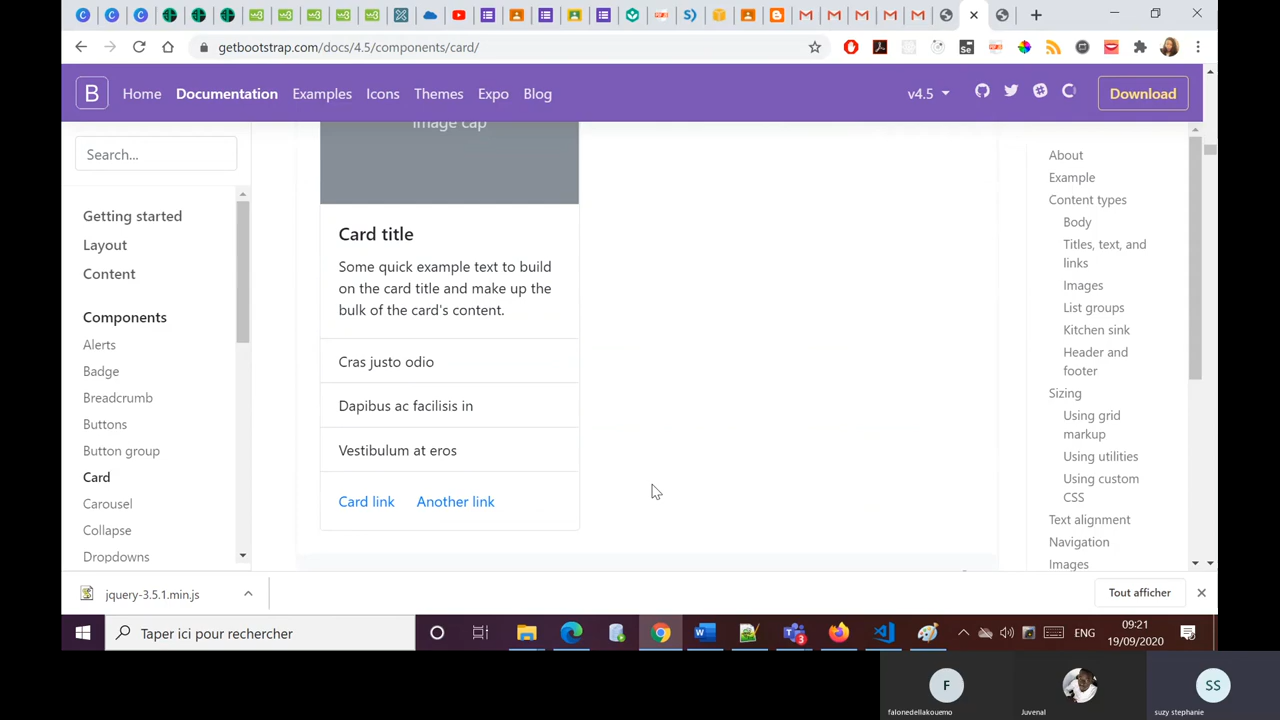 getbootstrap.com/docs/4.5/components/card/
B Home Documentation Examples Icons Themes Expo Blog v4.5 Download
Search...
Getting started
Layout
Content
Components
Alerts
Badge
Breadcrumb
Buttons
Button group
Card
Carousel
Collapse
Dropdowns
Image cap
Card title
Some quick example text to build
on the card title and make up the
bulk of the card's content.
Cras justo odio
Dapibus ac facilisis in
Vestibulum at eros
Card link Another link
About
Example
Content types
Body
Titles, text, and
links
Images
List groups
Kitchen sink
Header and
footer
Sizing
Using grid
markup
Using utilities
Using custom
CSS
Text alignment
Navigation
Images
jquery-3.5.1.min.js
Tout afficher
Taper ici pour rechercher
3
ENG
09:21
19/09/2020
F
falonedellakouemo
Juvenal
SS
suzy stephanie